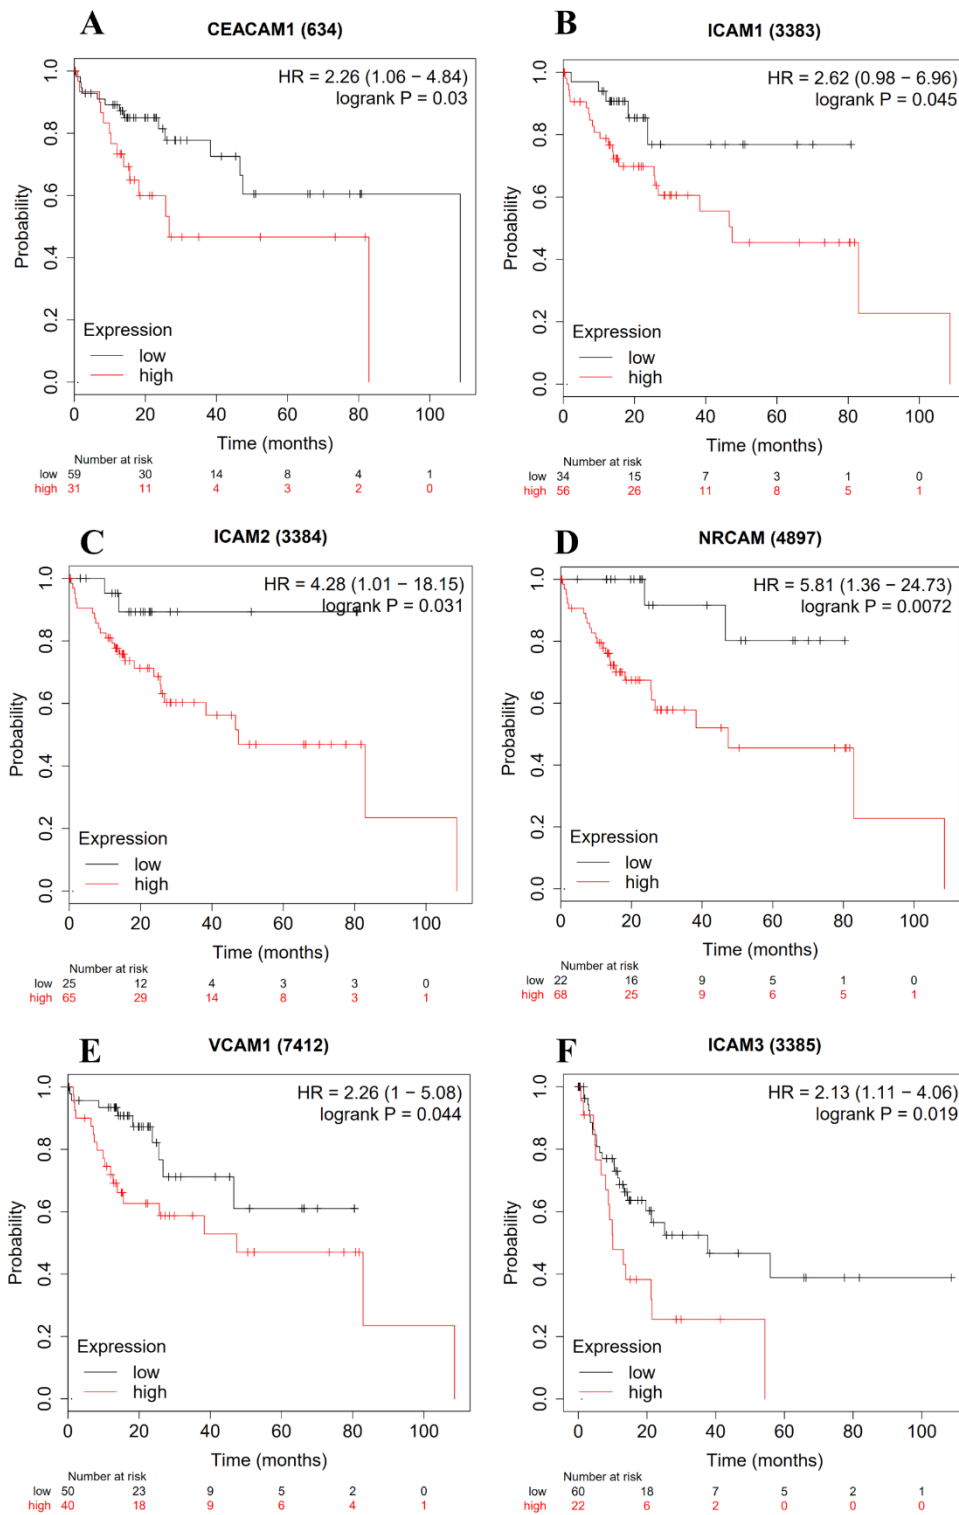 A
CEACAM1 (634)
HR = 2.26 (1.06 − 4.84)
logrank P = 0.03
Probability
1.0
0.8
0.6
0.4
0.2
0.0
Expression
low
high
0 20 40 60 80 100
Time (months)
Number at risk
low 59 30 14 8 4 1
high 31 11 4 3 2 0
B
ICAM1 (3383)
HR = 2.62 (0.98 − 6.96)
logrank P = 0.045
Probability
1.0
0.8
0.6
0.4
0.2
0.0
Expression
low
high
0 20 40 60 80 100
Time (months)
Number at risk
low 34 15 7 3 1 0
high 56 26 11 8 5 1
C
ICAM2 (3384)
HR = 4.28 (1.01 − 18.15)
logrank P = 0.031
Probability
1.0
0.8
0.6
0.4
0.2
0.0
Expression
low
high
0 20 40 60 80 100
Time (months)
Number at risk
low 25 12 4 3 3 0
high 65 29 14 8 3 1
D
NRCAM (4897)
HR = 5.81 (1.36 − 24.73)
logrank P = 0.0072
Probability
1.0
0.8
0.6
0.4
0.2
0.0
Expression
low
high
0 20 40 60 80 100
Time (months)
Number at risk
low 22 16 9 5 1 0
high 68 25 9 6 5 1
E
VCAM1 (7412)
HR = 2.26 (1 − 5.08)
logrank P = 0.044
Probability
1.0
0.8
0.6
0.4
0.2
0.0
Expression
low
high
0 20 40 60 80 100
Time (months)
Number at risk
low 50 23 9 5 2 0
high 40 18 9 6 4 1
F
ICAM3 (3385)
HR = 2.13 (1.11 − 4.06)
logrank P = 0.019
Probability
1.0
0.8
0.6
0.4
0.2
0.0
Expression
low
high
0 20 40 60 80 100
Time (months)
Number at risk
low 60 18 7 5 2 1
high 22 6 2 0 0 0